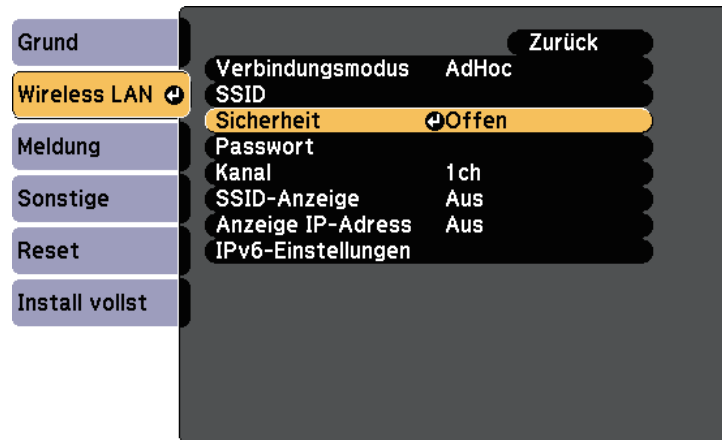 Grund
Wireless LAN
Meldung
Sonstige
Reset
Install vollst
Zurück
Verbindungsmodus AdHoc
SSID
Sicherheit Offen
Passwort
Kanal 1ch
SSID-Anzeige Aus
Anzeige IP-Adress Aus
IPv6-Einstellungen